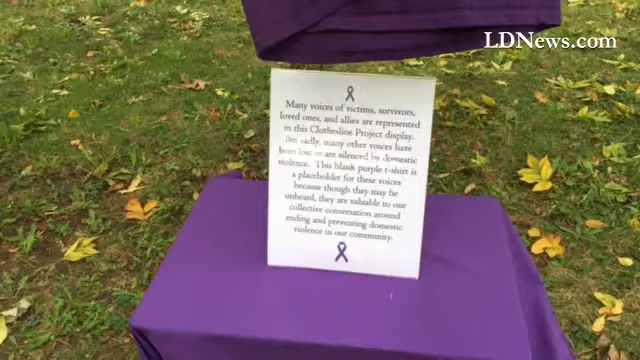 LDNews.com
Many voices of victims, survivors,
loved ones, and allies are represented
in this Clothesline Project display.
But sadly, many other voices have
been lost or are silenced by domestic
violence. This blank purple t-shirt is
a placeholder for these voices
because though they may be
unheard, they are valuable to our
collective conversation around
ending and preventing domestic
violence in our community.